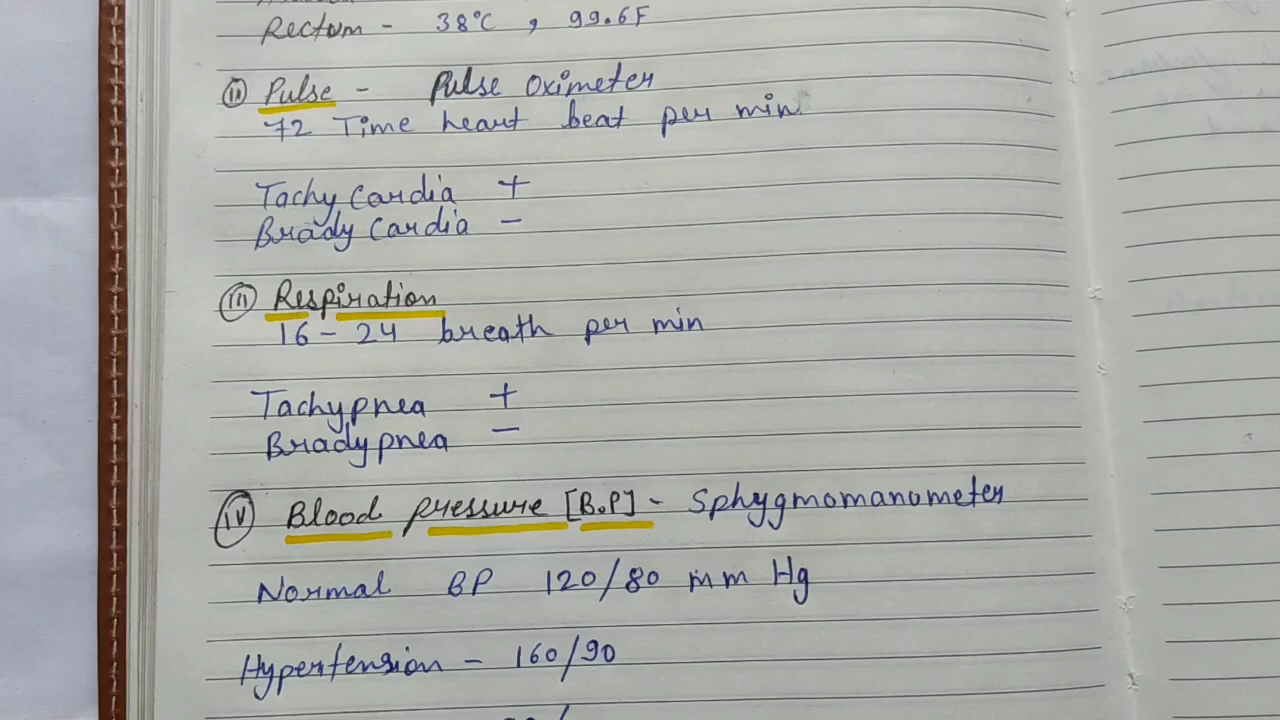 Rectum - 38°C , 99.6F
(ii) Pulse - Pulse Oximeter
72 Time heart beat per min
Tachy Cardia +
Brady Cardia -
(iii) Respiration
16 - 24 breath per min
Tachypnea +
Bradypnea -
(iv) Blood pressure [B.P] - Sphygmomanometer
Normal BP 120/80 mm Hg
Hypertension - 160/90